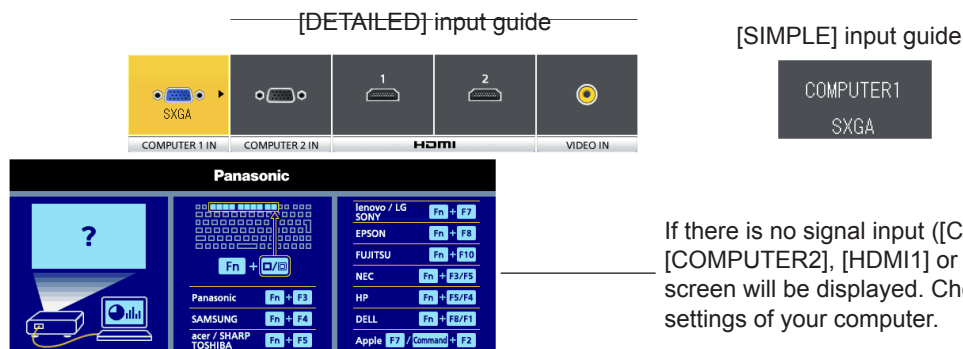 [DETAILED] input guide
[SIMPLE] input guide
SXGA
1
2
COMPUTER 1 IN
COMPUTER 2 IN
HDMI
VIDEO IN
COMPUTER1
SXGA
Panasonic
?
Fn +
Panasonic Fn + F3
SAMSUNG Fn + F4
acer / SHARP
TOSHIBA Fn + F5
lenovo / LG
SONY Fn + F7
EPSON Fn + F8
FUJITSU Fn + F10
NEC Fn + F3/F5
HP Fn + F5/F4
DELL Fn + F8/F1
Apple F7 / Command + F2
If there is no signal input ([C
[COMPUTER2], [HDMI1] or
screen will be displayed. Che
settings of your computer.